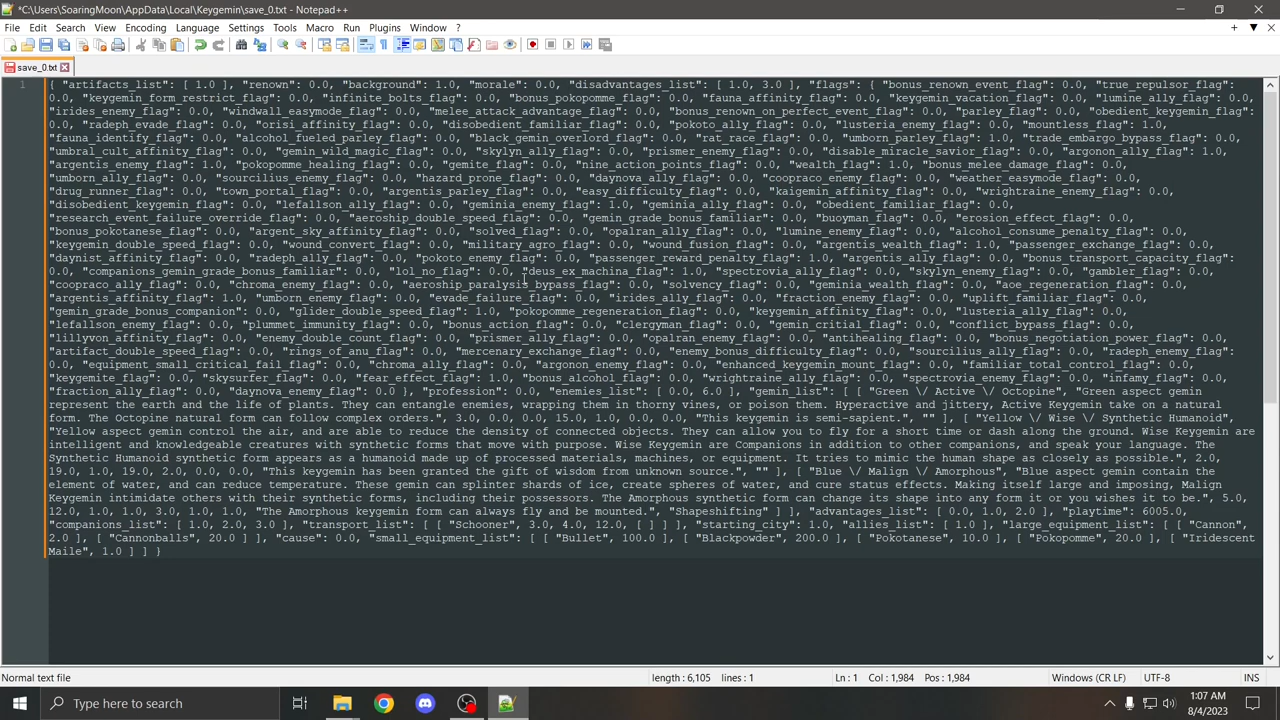 *C:\Users\SoaringMoon\AppData\Local\Keygemin\save_0.txt - Notepad++
File Edit Search View Encoding Language Settings Tools Macro Run Plugins Window ?
save_0.txt
1
{ "artifacts_list": [ 1.0 ], "renown": 0.0, "background": 1.0, "morale": 0.0, "disadvantages_list": [ 1.0, 3.0 ], "flags": { "bonus_renown_event_flag": 0.0, "true_repulsor_flag":
0.0, "keygemin_form_restrict_flag": 0.0, "infinite_bolts_flag": 0.0, "bonus_pokopomme_flag": 0.0, "fauna_affinity_flag": 0.0, "keygemin_vacation_flag": 0.0, "lumine_ally_flag": 0.0,
"irides_enemy_flag": 0.0, "windwall_easymode_flag": 0.0, "melee_attack_advantage_flag": 0.0, "bonus_renown_on_perfect_event_flag": 0.0, "parley_flag": 0.0, "obedient_keygemin_flag":
0.0, "radeph_evade_flag": 0.0, "orisi_affinity_flag": 0.0, "disobedient_familiar_flag": 0.0, "pokoto_ally_flag": 0.0, "lusteria_enemy_flag": 0.0, "mountless_flag": 1.0,
"fauna_identify_flag": 0.0, "alcohol_fueled_parley_flag": 0.0, "black_gemin_overlord_flag": 0.0, "rat_race_flag": 0.0, "umborn_parley_flag": 1.0, "trade_embargo_bypass_flag": 0.0,
"umbral_cult_affinity_flag": 0.0, "gemin_wild_magic_flag": 0.0, "skylyn_ally_flag": 0.0, "prismer_enemy_flag": 0.0, "disable_miracle_savior_flag": 0.0, "argonon_ally_flag": 1.0,
"argentis_enemy_flag": 1.0, "pokopomme_healing_flag": 0.0, "gemite_flag": 0.0, "nine_action_points_flag": 0.0, "wealth_flag": 1.0, "bonus_melee_damage_flag": 0.0,
"umborn_ally_flag": 0.0, "sourcilius_enemy_flag": 0.0, "hazard_prone_flag": 0.0, "daynova_ally_flag": 0.0, "coopraco_enemy_flag": 0.0, "weather_easymode_flag": 0.0,
"drug_runner_flag": 0.0, "town_portal_flag": 0.0, "argentis_parley_flag": 0.0, "easy_difficulty_flag": 0.0, "kaigemin_affinity_flag": 0.0, "wrightraine_enemy_flag": 0.0,
"disobedient_keygemin_flag": 0.0, "lefallson_ally_flag": 0.0, "geminia_enemy_flag": 1.0, "geminia_ally_flag": 0.0, "obedient_familiar_flag": 0.0,
"research_event_failure_override_flag": 0.0, "aeroship_double_speed_flag": 0.0, "gemin_grade_bonus_familiar": 0.0, "buoyman_flag": 0.0, "erosion_effect_flag": 0.0,
"bonus_pokotanese_flag": 0.0, "argent_sky_affinity_flag": 0.0, "solved_flag": 0.0, "opalran_ally_flag": 0.0, "lumine_enemy_flag": 0.0, "alcohol_consume_penalty_flag": 0.0,
"keygemin_double_speed_flag": 0.0, "wound_convert_flag": 0.0, "military_agro_flag": 0.0, "wound_fusion_flag": 0.0, "argentis_wealth_flag": 1.0, "passenger_exchange_flag": 0.0,
"daynist_affinity_flag": 0.0, "radeph_ally_flag": 0.0, "pokoto_enemy_flag": 0.0, "passenger_reward_penalty_flag": 1.0, "argentis_ally_flag": 0.0, "bonus_transport_capacity_flag":
0.0, "companions_gemin_grade_bonus_familiar": 0.0, "lol_no_flag": 0.0, "deus_ex_machina_flag": 1.0, "spectrovia_ally_flag": 0.0, "skylen_enemy_flag": 0.0, "gambler_flag": 0.0,
"coopraco_ally_flag": 0.0, "chroma_enemy_flag": 0.0, "aeroship_paralysis_bypass_flag": 0.0, "solvency_flag": 0.0, "geminia_wealth_flag": 0.0, "aoe_regeneration_flag": 0.0,
"argentis_affinity_flag": 1.0, "umborn_enemy_flag": 0.0, "evade_failure_flag": 0.0, "irides_ally_flag": 0.0, "fraction_enemy_flag": 0.0, "uplift_familiar_flag": 0.0,
"gemin_grade_bonus_companion": 0.0, "glider_double_speed_flag": 1.0, "pokopomme_regeneration_flag": 0.0, "keygemin_affinity_flag": 0.0, "lusteria_ally_flag": 0.0,
"lefallson_enemy_flag": 0.0, "plummet_immunity_flag": 0.0, "bonus_action_flag": 0.0, "clergyman_flag": 0.0, "gemin_critial_flag": 0.0, "conflict_bypass_flag": 0.0,
"lillyvon_affinity_flag": 0.0, "enemy_double_count_flag": 0.0, "prismer_ally_flag": 0.0, "opalran_enemy_flag": 0.0, "antihealing_flag": 0.0, "bonus_negotiation_power_flag": 0.0,
"artifact_double_speed_flag": 0.0, "rings_of_anu_flag": 0.0, "mercenary_exchange_flag": 0.0, "enemy_bonus_difficulty_flag": 0.0, "sourcilius_ally_flag": 0.0, "radeph_enemy_flag":
0.0, "equipment_small_critical_fail_flag": 0.0, "chroma_ally_flag": 0.0, "argonon_enemy_flag": 0.0, "enhanced_keygemin_mount_flag": 0.0, "familiar_total_control_flag": 0.0,
"keygemite_flag": 0.0, "skysurfer_flag": 0.0, "fear_effect_flag": 1.0, "bonus_alcohol_flag": 0.0, "wrightraine_ally_flag": 0.0, "spectrovia_enemy_flag": 0.0, "infamy_flag": 0.0,
"fraction_ally_flag": 0.0, "daynova_enemy_flag": 0.0 }, "profession": 0.0, "enemies_list": [ 0.0, 6.0 ], "gemin_list": [ [ "Green \/ Active \/ Octopine", "Green aspect gemin
represent the earth and the life of plants. They can entangle enemies, wrapping them in thorny vines, or poison them. Hyperactive and jittery, Active Keygemin take on a natural
form. The Octopine natural form can follow complex orders.", 3.0, 0.0, 0.0, 15.0, 1.0, 0.0, 0.0, "This keygemin is semi-sapient.", "" ], [ "Yellow \/ Wise \/ Synthetic Humanoid",
"Yellow aspect gemin control the air, and are able to reduce the density of connected objects. They can allow you to fly for a short time or dash along the ground. Wise Keygemin are
intelligent and knowledgeable creatures with synthetic forms that move with purpose. Wise Keygemin are Companions in addition to other companions, and speak your language. The
Synthetic Humanoid synthetic form appears as a humanoid made up of processed materials, machines, or equipment. It tries to mimic the human shape as closely as possible.", 2.0,
19.0, 1.0, 19.0, 2.0, 0.0, 0.0, "This keygemin has been granted the gift of wisdom from unknown source.", "" ], [ "Blue \/ Malign \/ Amorphous", "Blue aspect gemin contain the
element of water, and can reduce temperature. These gemin can splinter shards of ice, create spheres of water, and cure status effects. Making itself large and imposing, Malign
Keygemin intimidate others with their synthetic forms, including their possessors. The Amorphous synthetic form can change its shape into any form it or you wishes it to be.", 5.0,
12.0, 1.0, 1.0, 3.0, 1.0, 1.0, "The Amorphous keygemin form can always fly and be mounted.", "Shapeshifting" ] ], "advantages_list": [ 0.0, 1.0, 2.0 ], "playtime": 6005.0,
"companions_list": [ 1.0, 2.0, 3.0 ], "transport_list": [ [ "Schooner", 3.0, 4.0, 12.0, [ ] ] ], "starting_city": 1.0, "allies_list": [ 1.0 ], "large_equipment_list": [ [ "Cannon",
2.0 ], [ "Cannonballs", 20.0 ] ], "cause": 0.0, "small_equipment_list": [ [ "Bullet", 100.0 ], [ "Blackpowder", 200.0 ], [ "Pokotanese", 10.0 ], [ "Pokopomme", 20.0 ], [ "Iridescent
Maile", 1.0 ] ] }
Normal text file length : 6,105 lines : 1 Ln : 1 Col : 1,984 Pos : 1,984 Windows (CR LF) UTF-8 INS
Type here to search
1:07 AM
8/4/2023